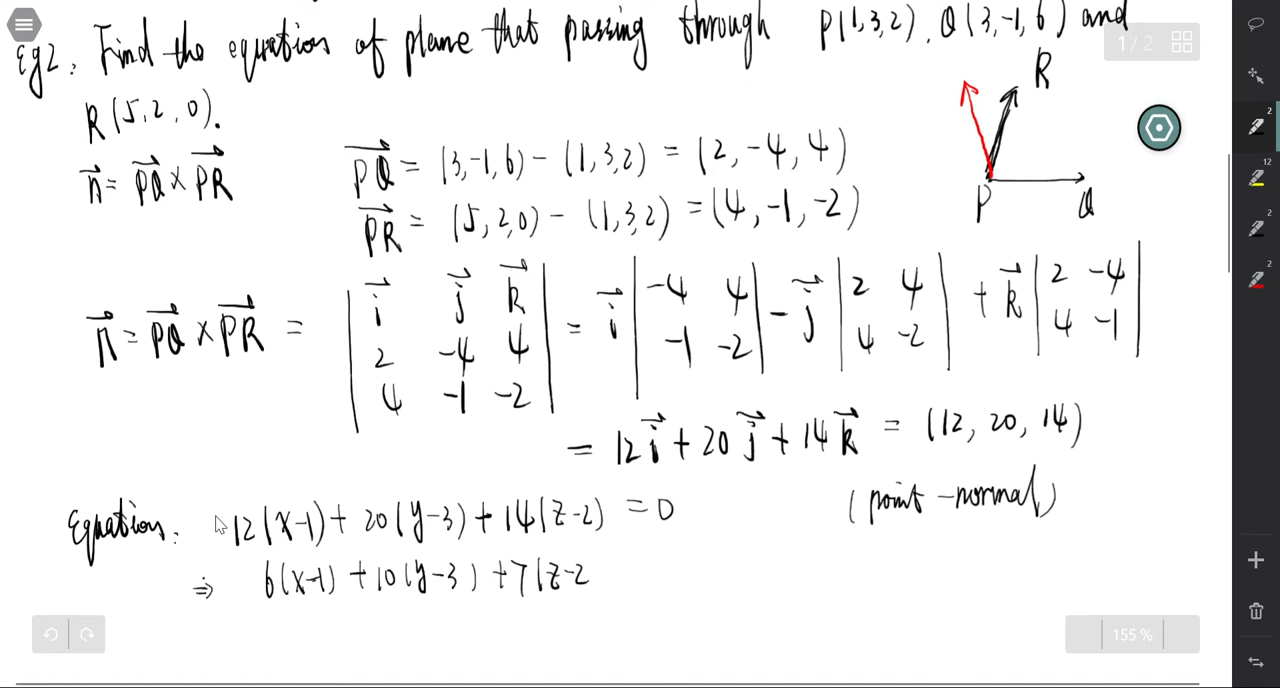 Eg2. Find the equation of plane that passing through P(1,3,2), Q(3,-1,6) and
1/2
R(5,2,0).
R
P
Q
n⃗ = PQ⃗ × PR⃗
PQ⃗ = (3,-1,6) - (1,3,2) = (2,-4,4)
PR⃗ = (5,2,0) - (1,3,2) = (4,-1,-2)
n⃗ = PQ⃗ × PR⃗ = | i⃗ j⃗ k⃗ ; 2 -4 4 ; 4 -1 -2 | = i⃗ | -4 4 ; -1 -2 | - j⃗ | 2 4 ; 4 -2 | + k⃗ | 2 -4 ; 4 -1 |
= 12i⃗ + 20j⃗ + 14k⃗ = (12, 20, 14)
(point-normal)
Equation: 12(x-1) + 20(y-3) + 14(z-2) = 0
⇒ 6(x-1) + 10(y-3) + 7(z-2
155 %
2
12
2
2